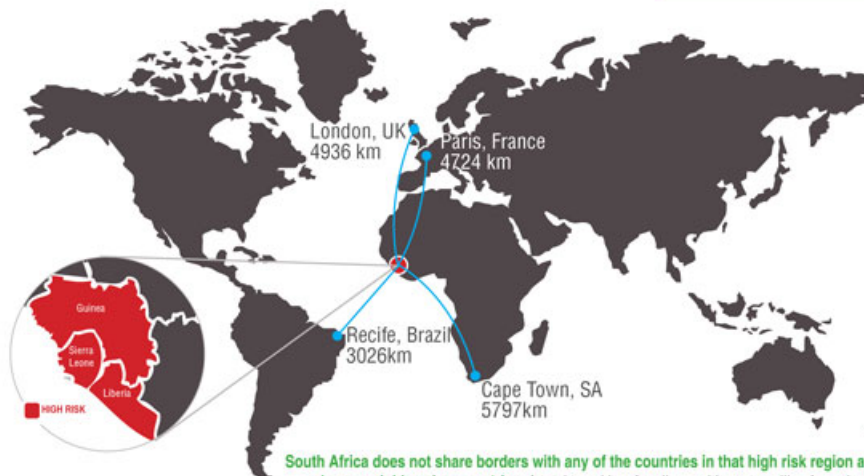 London, UK
4936 km
Paris, France
4724 km
Guinea
Sierra
Leone
Liberia
HIGH RISK
Recife, Brazil
3026km
Cape Town, SA
5797km
South Africa does not share borders with any of the countries in that high risk region a